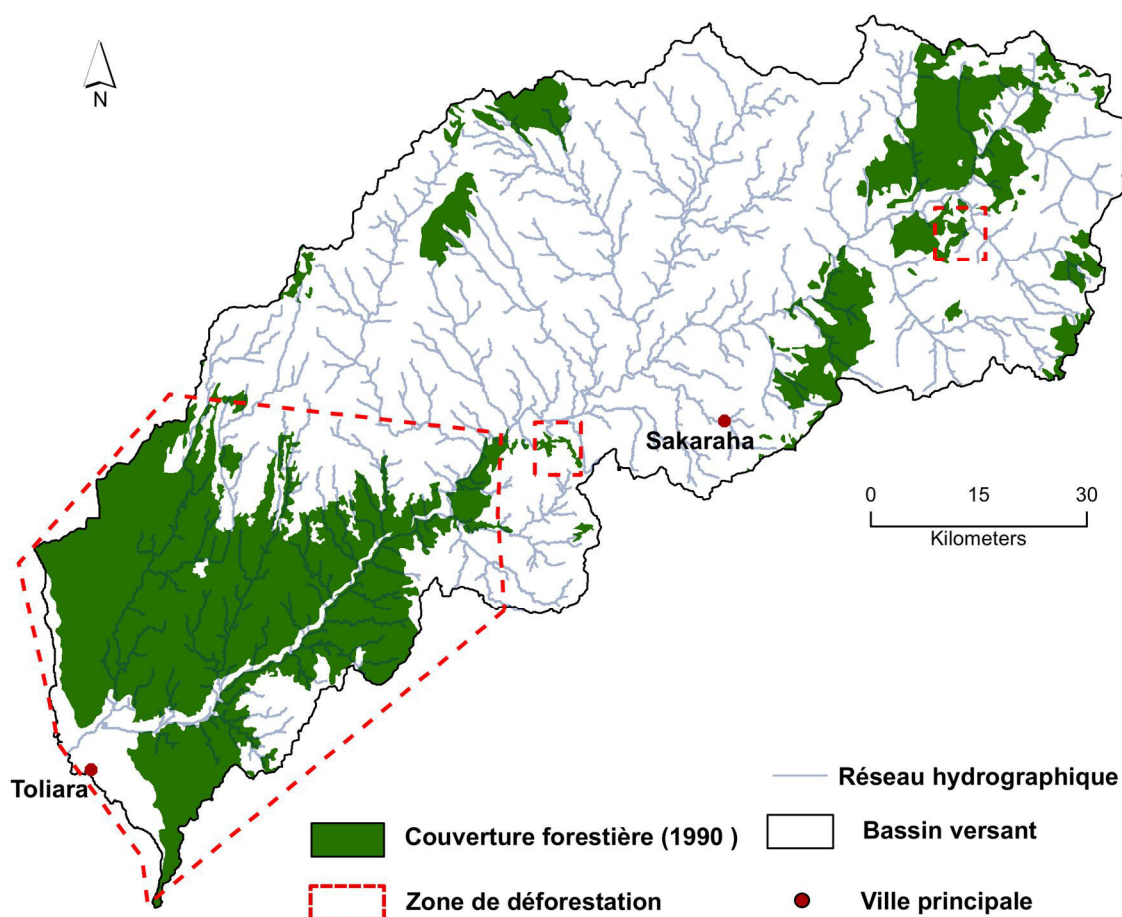 N
Sakaraha
0 15 30
Kilometers
Toliara
Réseau hydrographique
Couverture forestière (1990 )
Bassin versant
Zone de déforestation
Ville principale